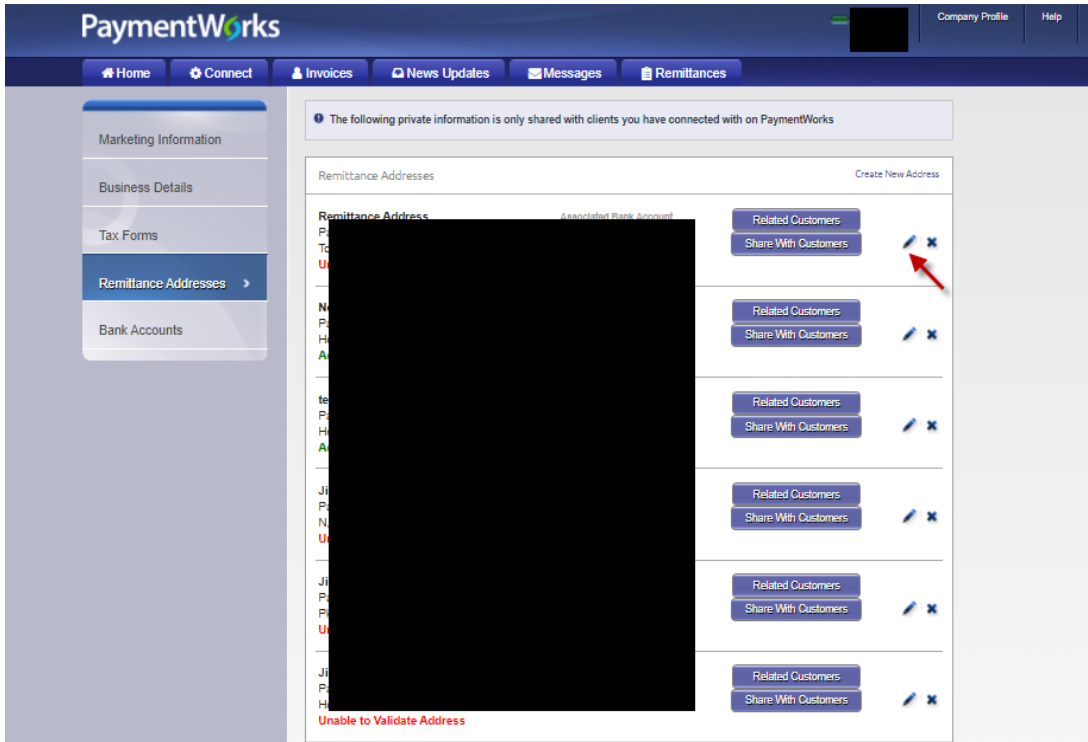 PaymentWorks
Company Profile
Help
Home
Connect
Invoices
News Updates
Messages
Remittances
Marketing Information
Business Details
Tax Forms
Remittance Addresses
Bank Accounts
The following private information is only shared with clients you have connected with on PaymentWorks
Remittance Addresses
Create New Address
Remittance Address
Associated Bank Account
Related Customers
Share With Customers
Related Customers
Share With Customers
Related Customers
Share With Customers
Related Customers
Share With Customers
Related Customers
Share With Customers
Related Customers
Share With Customers
Unable to Validate Address